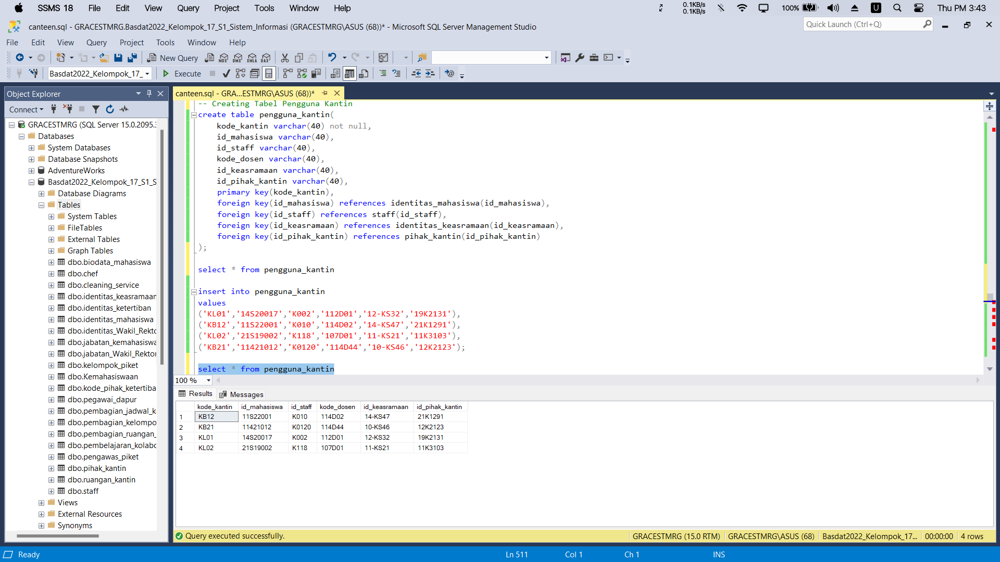 SSMS 18 File Edit View Query Project Tools Window Help 0.1KB/s 0.1KB/s 100% U Thu PM 3:43
canteen.sql - GRACESTMRG.Basdat2022_Kelompok_17_S1_Sistem_Informasi (GRACESTMRG\ASUS (68))* - Microsoft SQL Server Management Studio
Quick Launch (Ctrl+Q)
File Edit View Query Project Tools Window Help
New Query MDX DMX XMLA DAX
Basdat2022_Kelompok_17_ Execute
Object Explorer
Connect
GRACESTMRG (SQL Server 15.0.2095.3
Databases
System Databases
Database Snapshots
AdventureWorks
Basdat2022_Kelompok_17_S1_S
Database Diagrams
Tables
System Tables
FileTables
External Tables
Graph Tables
dbo.biodata_mahasiswa
dbo.chef
dbo.cleaning_service
dbo.identitas_keasramaan
dbo.identitas_ketertiban
dbo.identitas_mahasiswa
dbo.identitas_Wakil_Rekto
dbo.jabatan_kemahasiswa
dbo.jabatan_Wakil_Rektor
dbo.kelompok_piket
dbo.Kemahasiswaan
dbo.kode_pihak_ketertiba
dbo.pegawai_dapur
dbo.pembagian_jadwal_k
dbo.pembagian_kelompo
dbo.pembagian_ruangan_
dbo.pembelajaran_kolabo
dbo.pengawas_piket
dbo.pihak_kantin
dbo.ruangan_kantin
dbo.staff
Views
External Resources
Synonyms
canteen.sql - GRA...ESTMRG\ASUS (68))*
-- Creating Tabel Pengguna Kantin
create table pengguna_kantin(
kode_kantin varchar(40) not null,
id_mahasiswa varchar(40),
id_staff varchar(40),
kode_dosen varchar(40),
id_keasramaan varchar(40),
id_pihak_kantin varchar(40),
primary key(kode_kantin),
foreign key(id_mahasiswa) references identitas_mahasiswa(id_mahasiswa),
foreign key(id_staff) references staff(id_staff),
foreign key(id_keasramaan) references identitas_keasramaan(id_keasramaan),
foreign key(id_pihak_kantin) references pihak_kantin(id_pihak_kantin)
);
select * from pengguna_kantin
insert into pengguna_kantin
values
('KL01','14S20017','K002','112D01','12-KS32','19K2131'),
('KB12','11S22001','K010','114D02','14-KS47','21K1291'),
('KL02','21S19002','K118','107D01','11-KS21','11K3103'),
('KB21','11421012','K0120','114D44','10-KS46','12K2123');
select * from pengguna_kantin
100 %
Results Messages
kode_kantin id_mahasiswa id_staff kode_dosen id_keasramaan id_pihak_kantin
1 KB12 11S22001 K010 114D02 14-KS47 21K1291
2 KB21 11421012 K0120 114D44 10-KS46 12K2123
3 KL01 14S20017 K002 112D01 12-KS32 19K2131
4 KL02 21S19002 K118 107D01 11-KS21 11K3103
Query executed successfully. GRACESTMRG (15.0 RTM) GRACESTMRG\ASUS (68) Basdat2022_Kelompok_17... 00:00:00 4 rows
Ready Ln 511 Col 1 Ch 1 INS